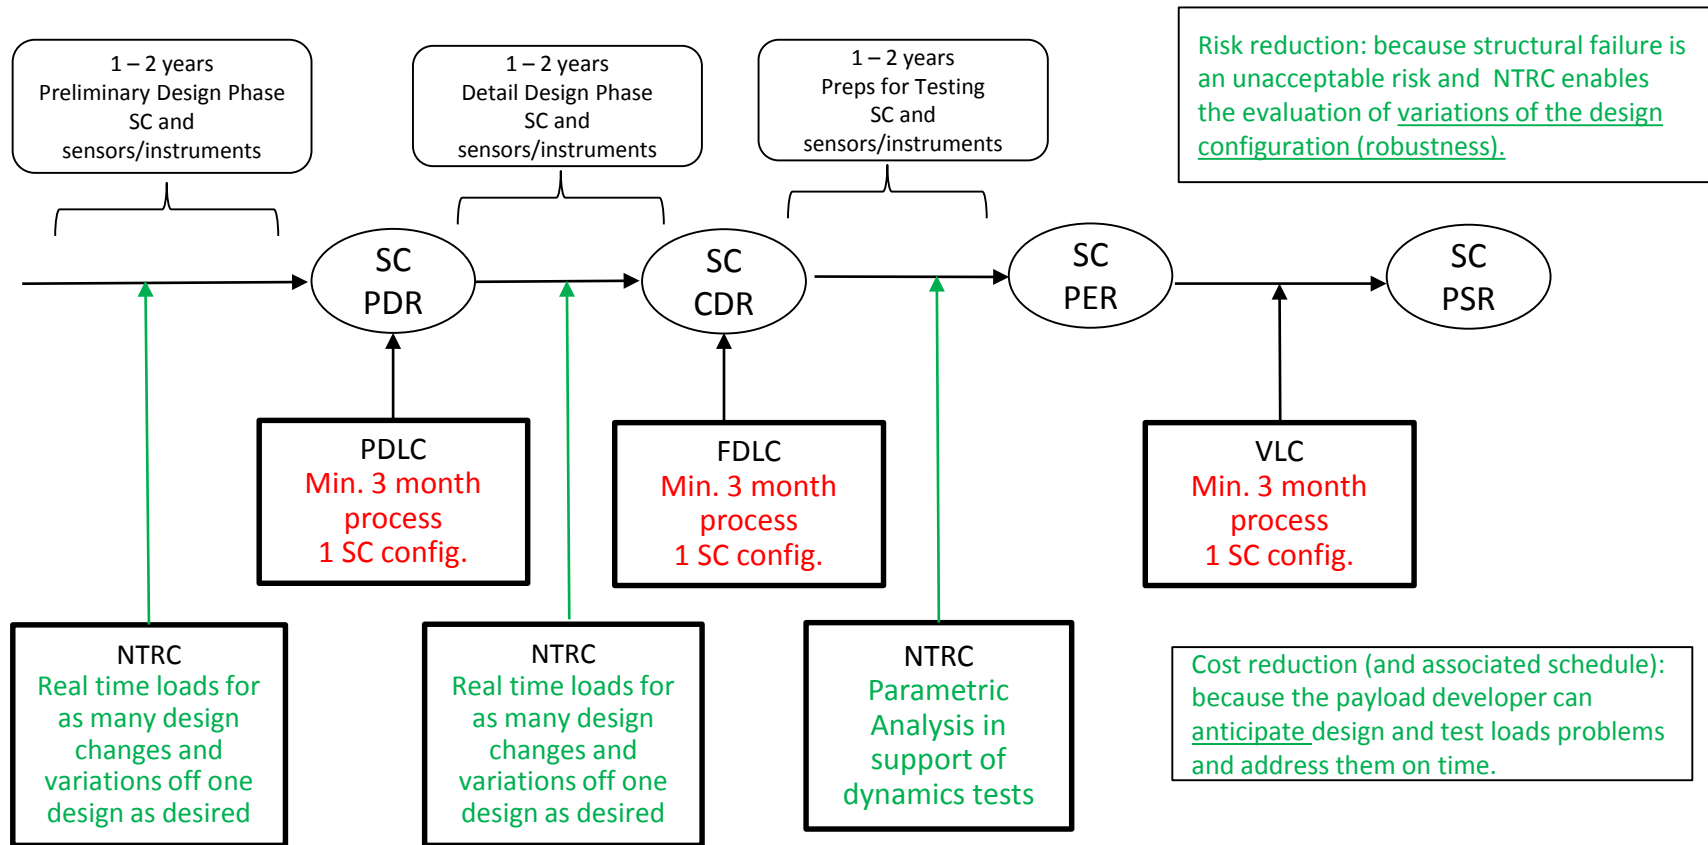 1 – 2 years
Preliminary Design Phase
SC and
sensors/instruments
1 – 2 years
Detail Design Phase
SC and
sensors/instruments
1 – 2 years
Preps for Testing
SC and
sensors/instruments
Risk reduction: because structural failure is
an unacceptable risk and NTRC enables
the evaluation of variations of the design
configuration (robustness).
SC
PDR
SC
CDR
SC
PER
SC
PSR
PDLC
Min. 3 month
process
1 SC config.
FDLC
Min. 3 month
process
1 SC config.
VLC
Min. 3 month
process
1 SC config.
NTRC
Real time loads for
as many design
changes and
variations off one
design as desired
NTRC
Real time loads for
as many design
changes and
variations off one
design as desired
NTRC
Parametric
Analysis in
support of
dynamics tests
Cost reduction (and associated schedule):
because the payload developer can
anticipate design and test loads problems
and address them on time.